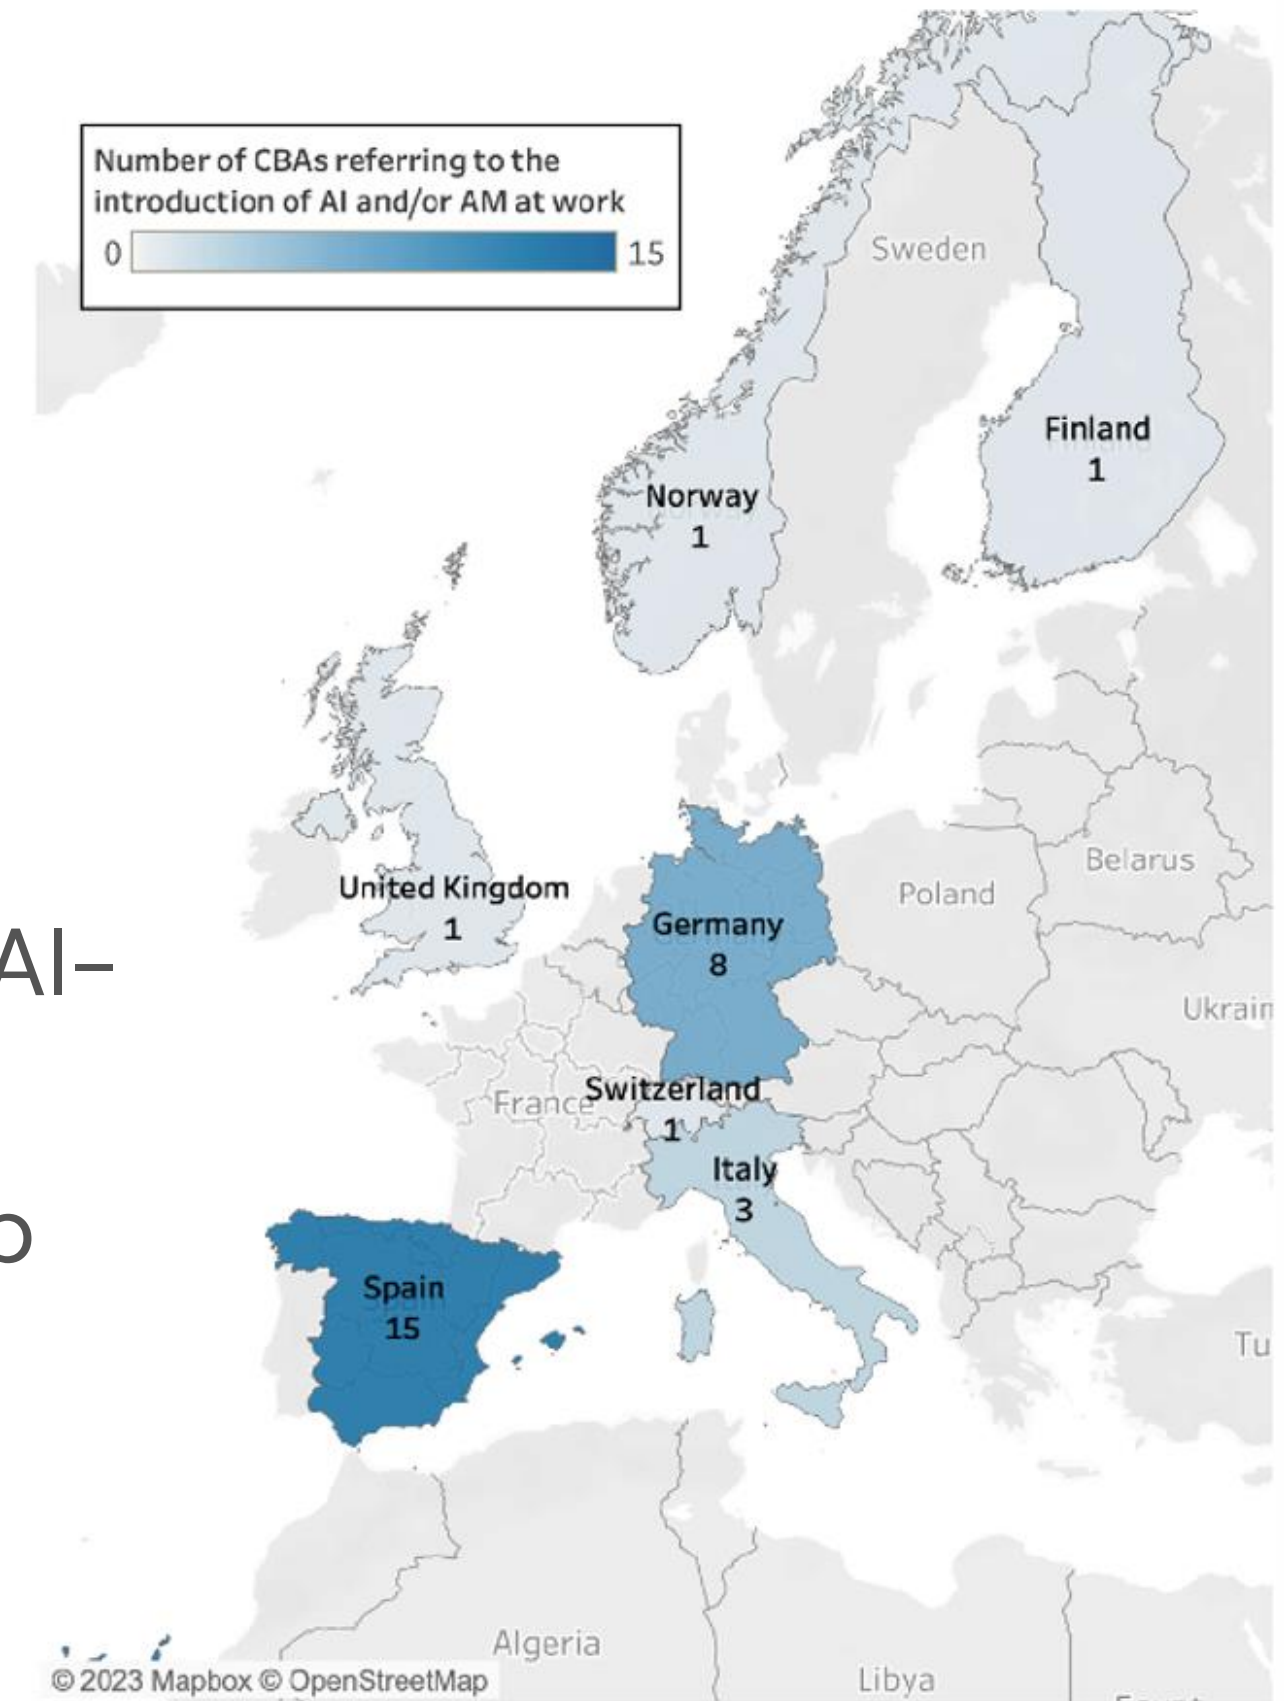 Number of CBAs referring to the
introduction of AI and/or AM at work
0 15
Sweden
Finland
1
Norway
1
United Kingdom
1
Belarus
Poland
Germany
8
AI–
Ukrain
Switzerland
France
1
Italy
3
Spain
15
Tu
Algeria
Libya
© 2023 Mapbox © OpenStreetMap